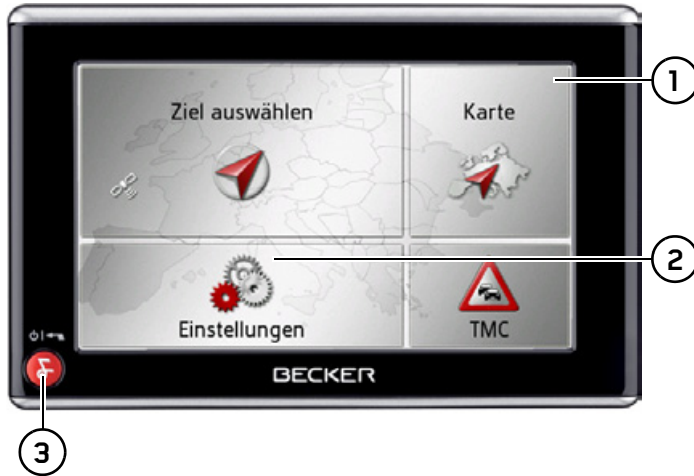 Ziel auswählen
Karte
1
2
Einstellungen
TMC
BECKER
3